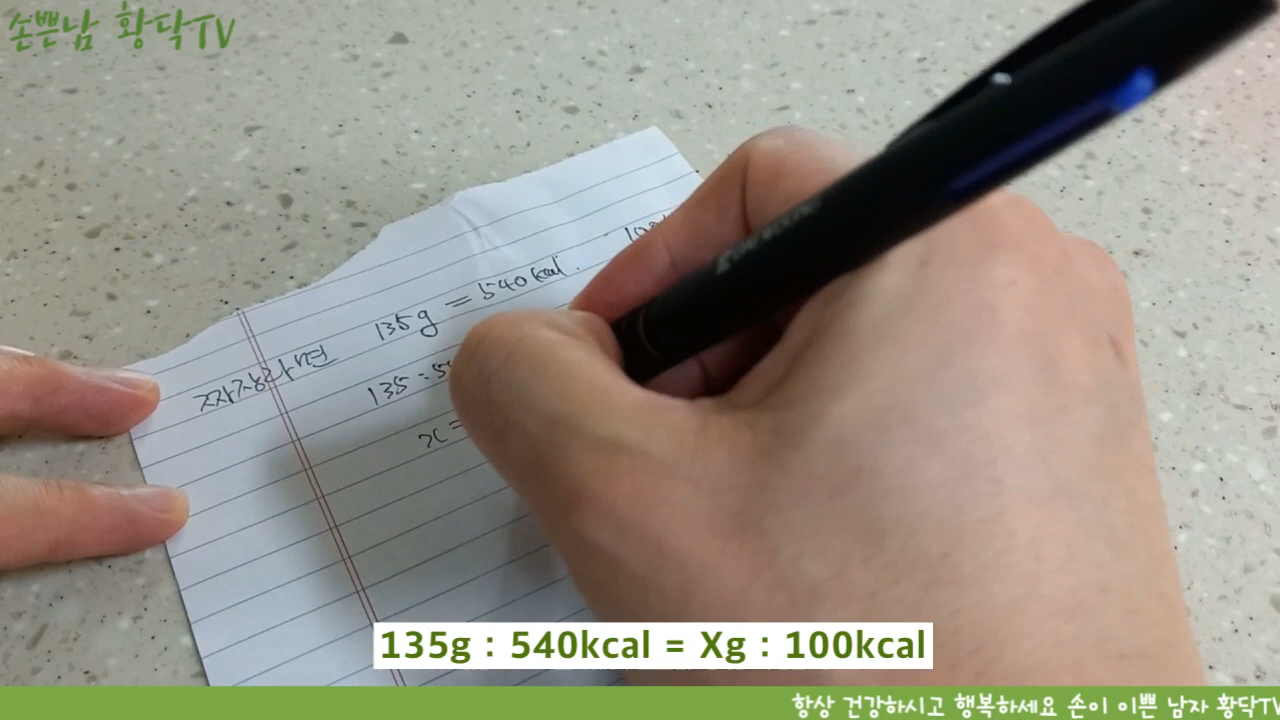 손쁜남 황닥TV
짜장라면 135g = 540kcal.
135 :
x =
135g : 540kcal = Xg : 100kcal
항상 건강하시고 행복하세요 손이 이쁜 남자 황닥TV